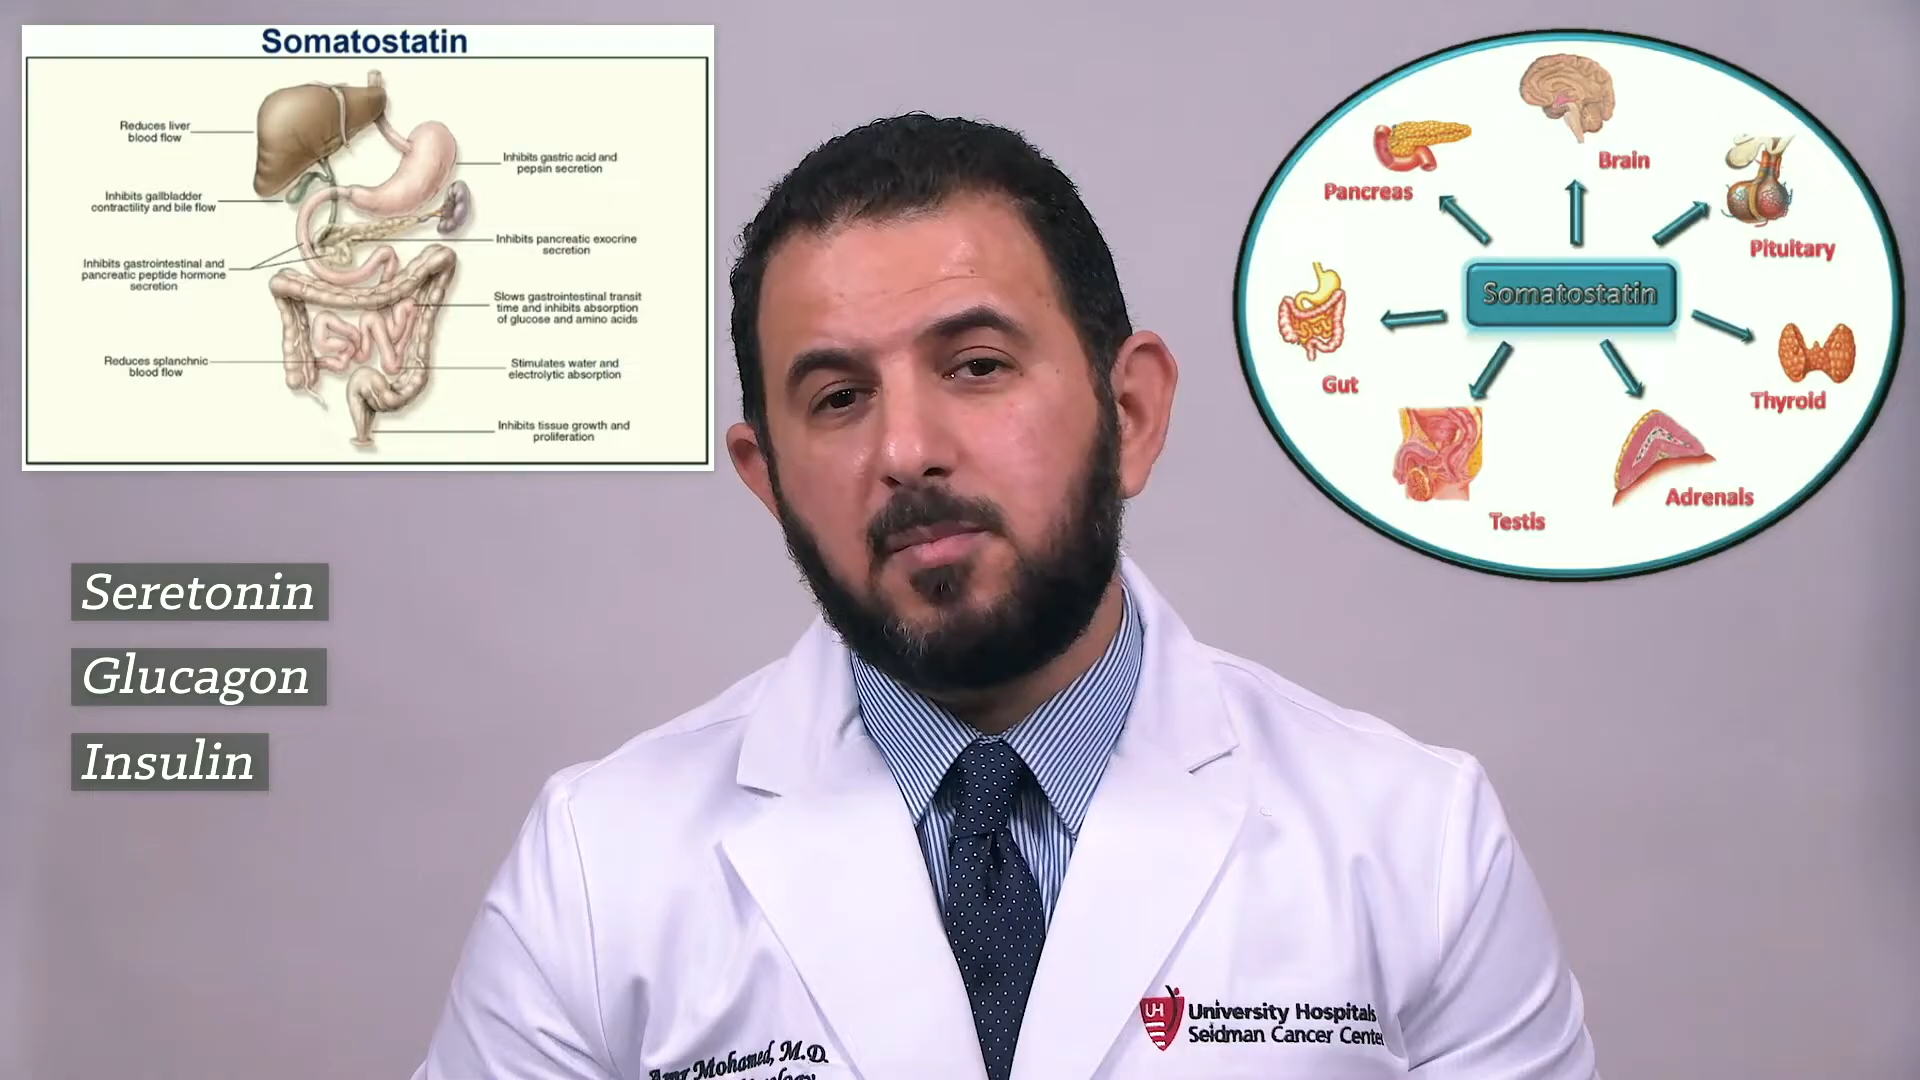 Somatostatin
Reduces liver
blood flow
Inhibits gallbladder
contractility and bile flow
Inhibits gastrointestinal and
pancreatic peptide hormone
secretion
Reduces splanchnic
blood flow
Inhibits gastric acid and
pepsin secretion
Inhibits pancreatic exocrine
secretion
Slows gastrointestinal transit
time and inhibits absorption
of glucose and amino acids
Stimulates water and
electrolytic absorption
Inhibits tissue growth and
proliferation
Brain
Pancreas
Pituitary
Somatostatin
Gut
Thyroid
Adrenals
Testis
Seretonin
Glucagon
Insulin
UH
University Hospitals
Seidman Cancer Cente
Amr Mohamed, M.D.